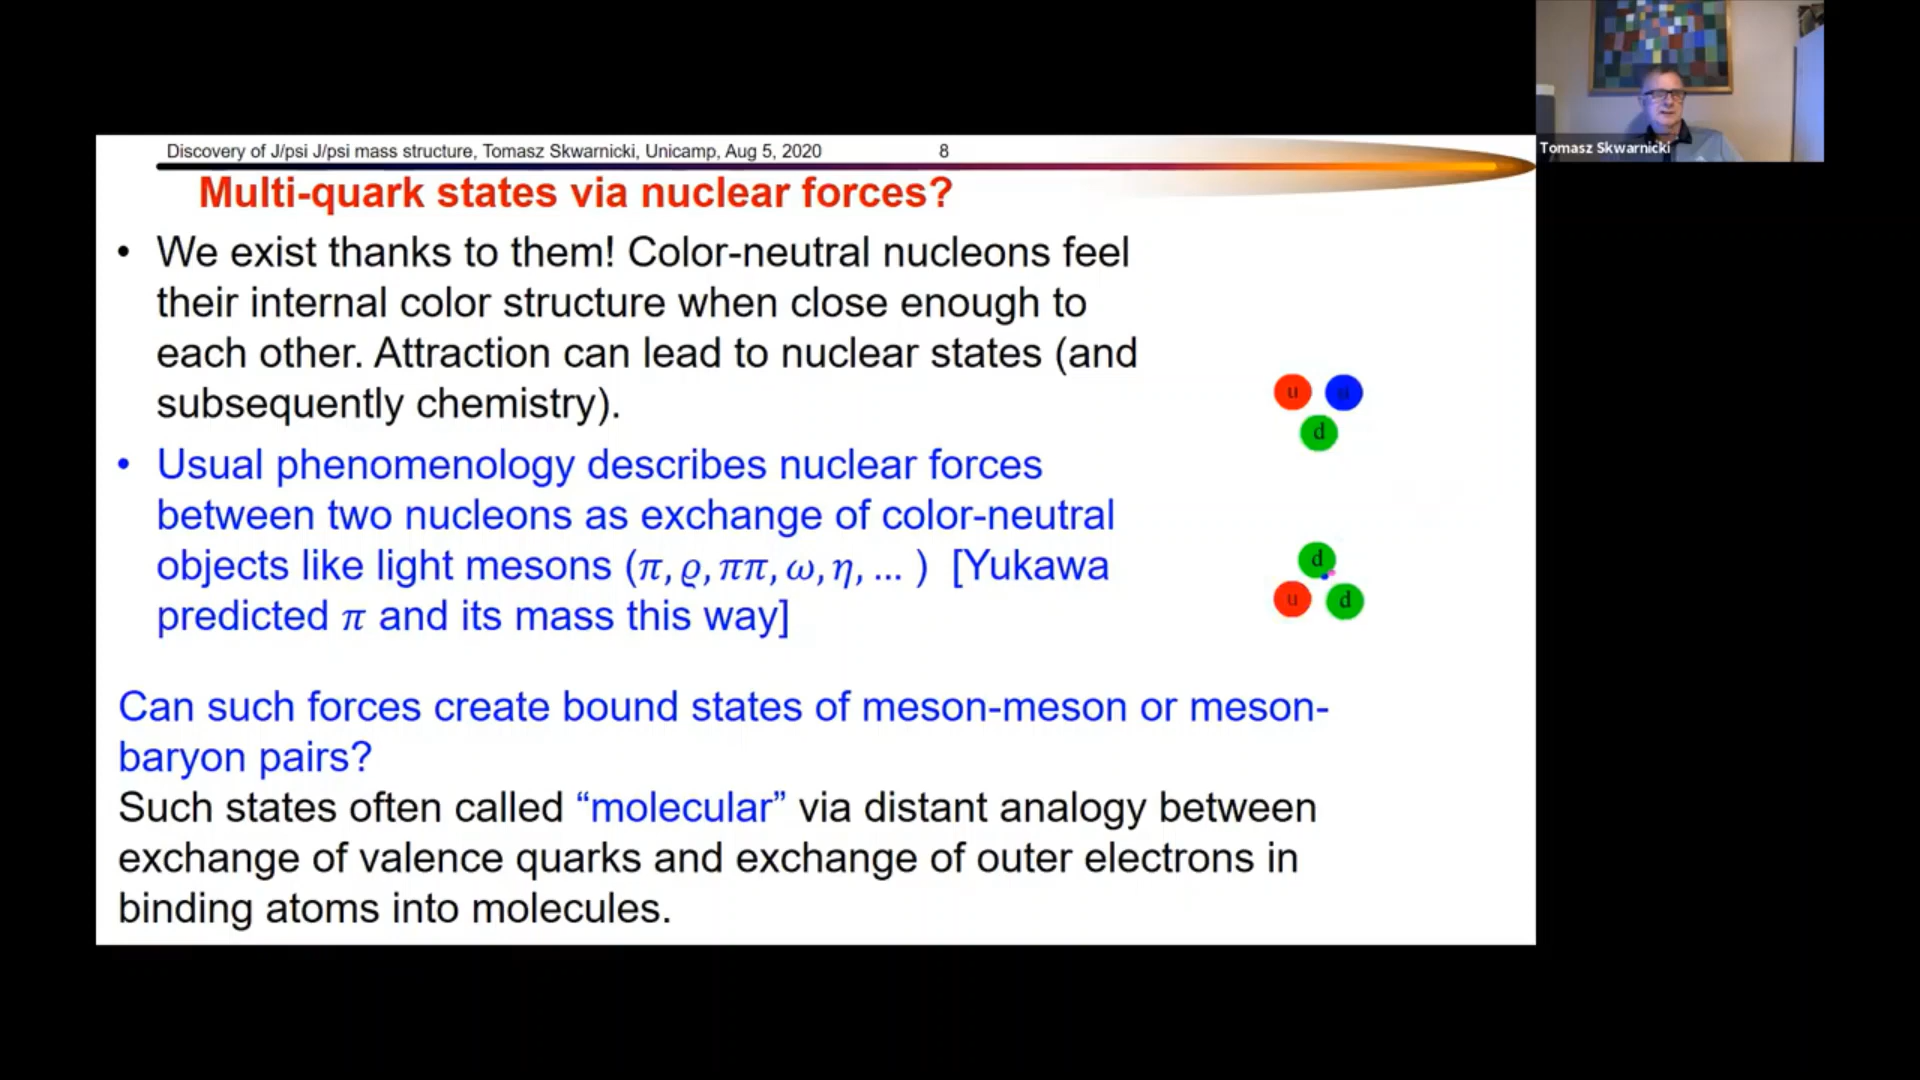 Tomasz Skwarnicki
Discovery of J/psi J/psi mass structure, Tomasz Skwarnicki, Unicamp, Aug 5, 2020 8
Multi-quark states via nuclear forces?
• We exist thanks to them! Color-neutral nucleons feel
their internal color structure when close enough to
each other. Attraction can lead to nuclear states (and
subsequently chemistry).
• Usual phenomenology describes nuclear forces
between two nucleons as exchange of color-neutral
objects like light mesons (π, ϱ, ππ, ω, η, … ) [Yukawa
predicted π and its mass this way]
u u
d
d
u d
Can such forces create bound states of meson-meson or meson-
baryon pairs?
Such states often called “molecular” via distant analogy between
exchange of valence quarks and exchange of outer electrons in
binding atoms into molecules.